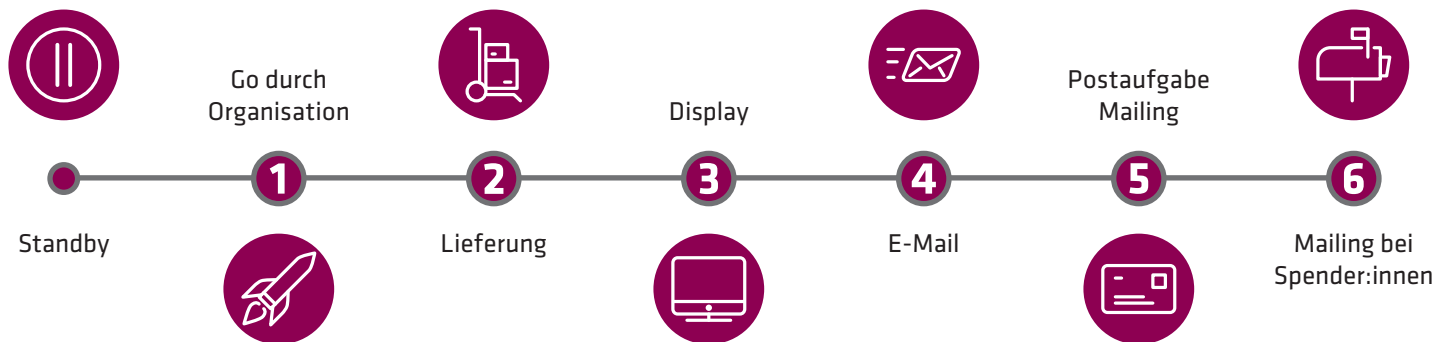 Standby
Go durch
Organisation
1
2
Lieferung
Display
3
4
E-Mail
Postaufgabe
Mailing
5
6
Mailing bei
Spender:innen